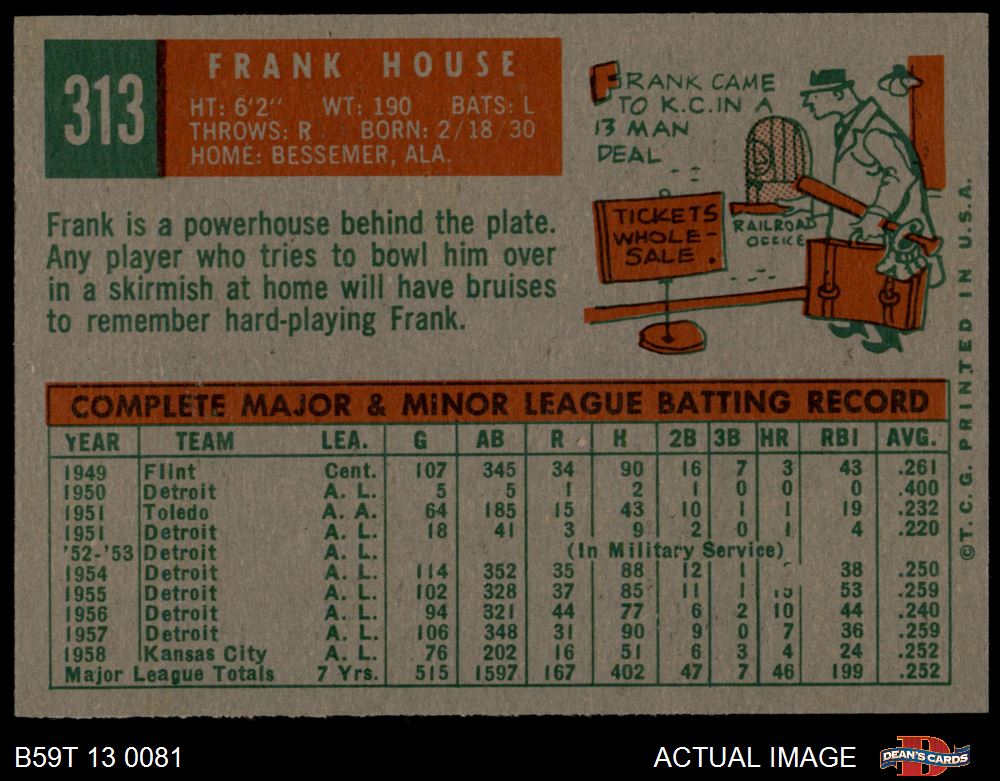 313
FRANK HOUSE
HT: 6'2" WT: 190 BATS: L
THROWS: R BORN: 2/18/30
HOME: BESSEMER, ALA.
FRANK CAME
TO K.C. IN A
13 MAN
DEAL
TICKETS
WHOLE-
SALE.
RAILROAD
OFFICE
Frank is a powerhouse behind the plate.
Any player who tries to bowl him over
in a skirmish at home will have bruises
to remember hard-playing Frank.
COMPLETE MAJOR & MINOR LEAGUE BATTING RECORD
YEAR TEAM LEA. G AB R H 2B 3B HR RBI AVG.
1949 Flint Cent. 107 345 34 90 16 7 3 43 .261
1950 Detroit A. L. 5 5 1 2 1 0 0 0 .400
1951 Toledo A. A. 64 185 15 43 10 1 1 19 .232
1951 Detroit A. L. 18 41 3 9 2 0 1 4 .220
'52-'53 Detroit (In Military Service)
1954 Detroit A. L. 114 352 35 88 12 1 38 .250
1955 Detroit A. L. 102 328 37 85 11 1 53 .259
1956 Detroit A. L. 94 321 44 77 6 2 10 44 .240
1957 Detroit A. L. 106 348 31 90 9 0 7 36 .259
1958 Kansas City A. L. 76 202 16 51 6 3 4 24 .252
Major League Totals 7 Yrs. 515 1597 167 402 47 7 46 199 .252
©T.C.G. PRINTED IN U.S.A.
B59T 13 0081
ACTUAL IMAGE
DEAN'S CARDS